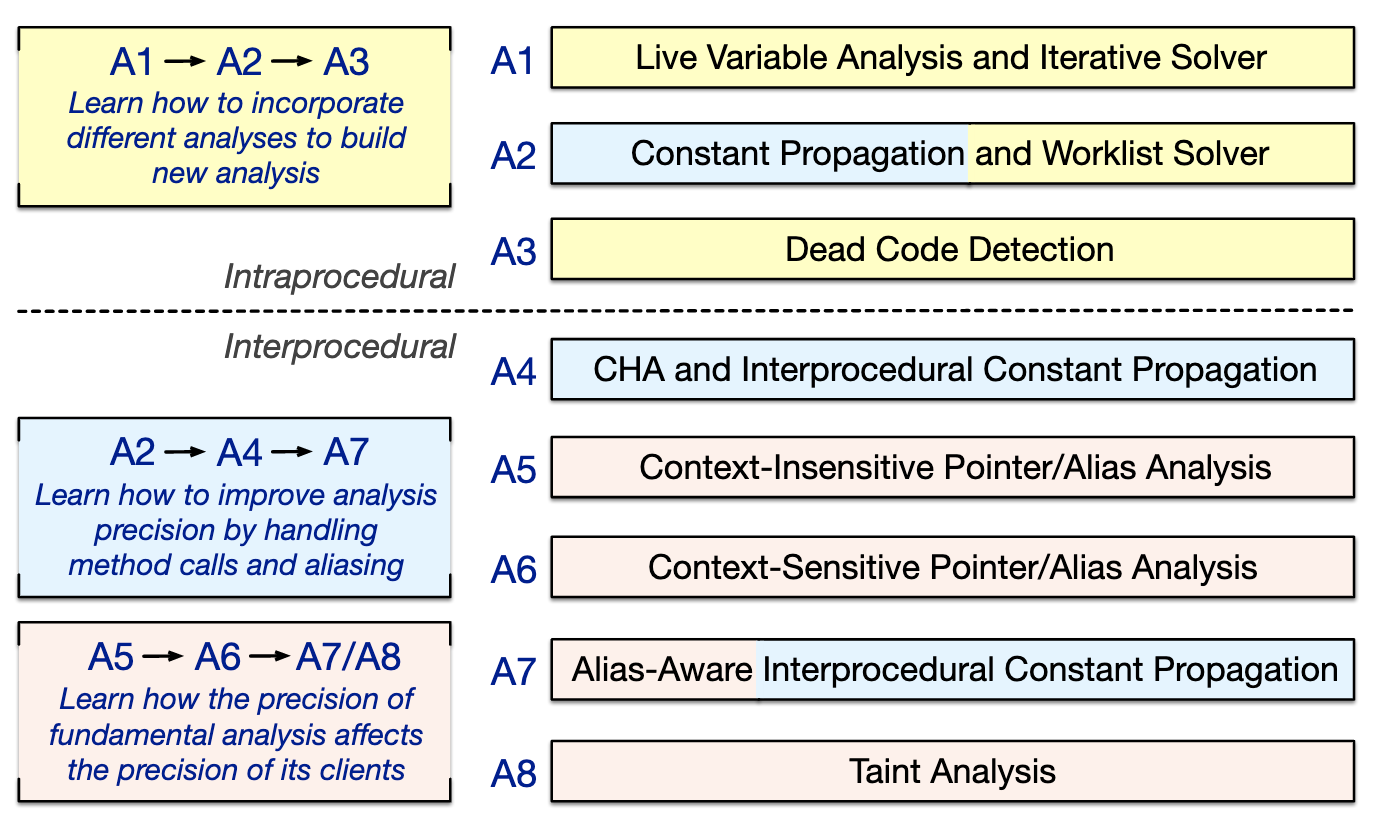 A1 → A2 → A3
Learn how to incorporate
different analyses to build
new analysis
A1 Live Variable Analysis and Iterative Solver
A2 Constant Propagation and Worklist Solver
A3 Dead Code Detection
Intraprocedural
Interprocedural
A4 CHA and Interprocedural Constant Propagation
A2 → A4 → A7
Learn how to improve analysis
precision by handling
method calls and aliasing
A5 Context-Insensitive Pointer/Alias Analysis
A6 Context-Sensitive Pointer/Alias Analysis
A5 → A6 → A7/A8
Learn how the precision of
fundamental analysis affects
the precision of its clients
A7 Alias-Aware Interprocedural Constant Propagation
A8 Taint Analysis